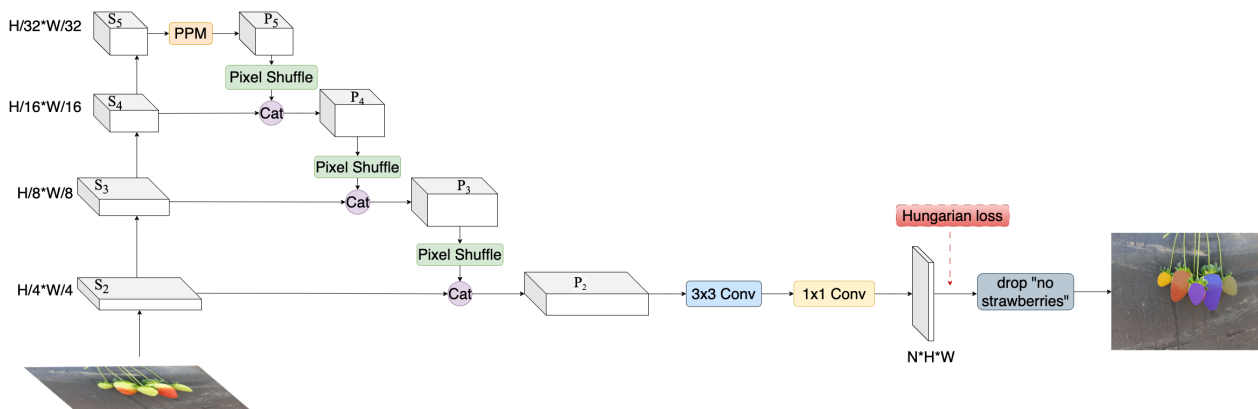 H/32*W/32
S5
PPM
P5
Pixel Shuffle
H/16*W/16
S4
Cat
P4
Pixel Shuffle
H/8*W/8
S3
Cat
P3
Hungarian loss
Pixel Shuffle
H/4*W/4
S2
Cat
P2
3x3 Conv
1x1 Conv
drop "no
strawberries"
N*H*W